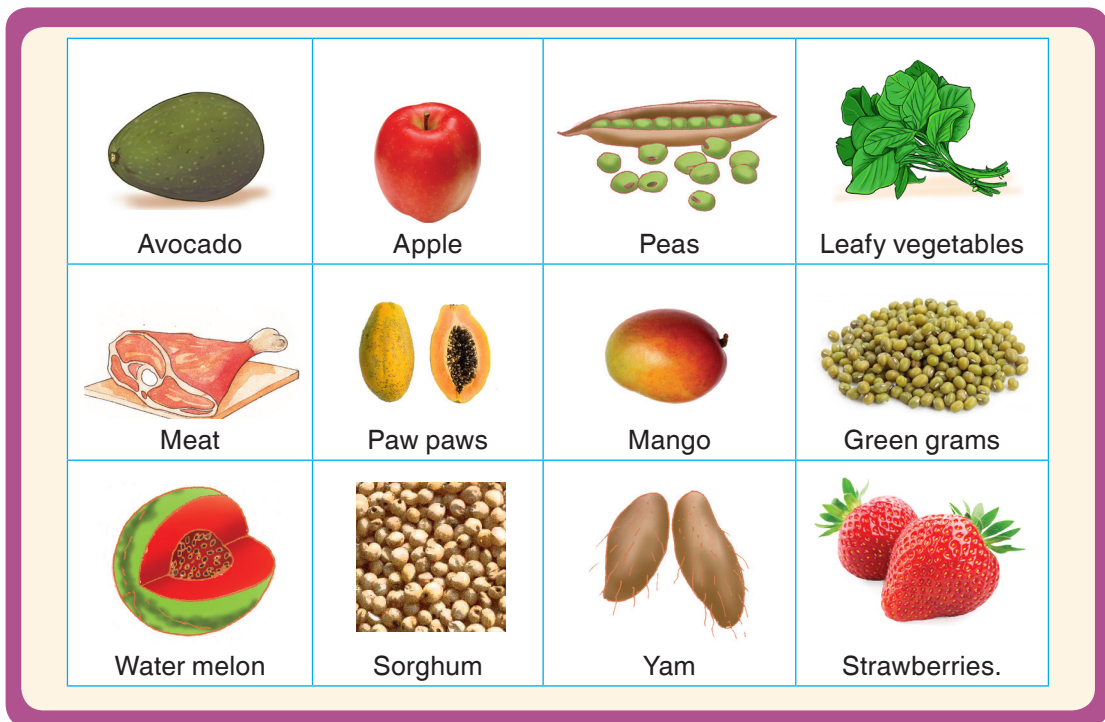 Avocado
Apple
Peas
Leafy vegetables
Meat
Paw paws
Mango
Green grams
Water melon
Sorghum
Yam
Strawberries.